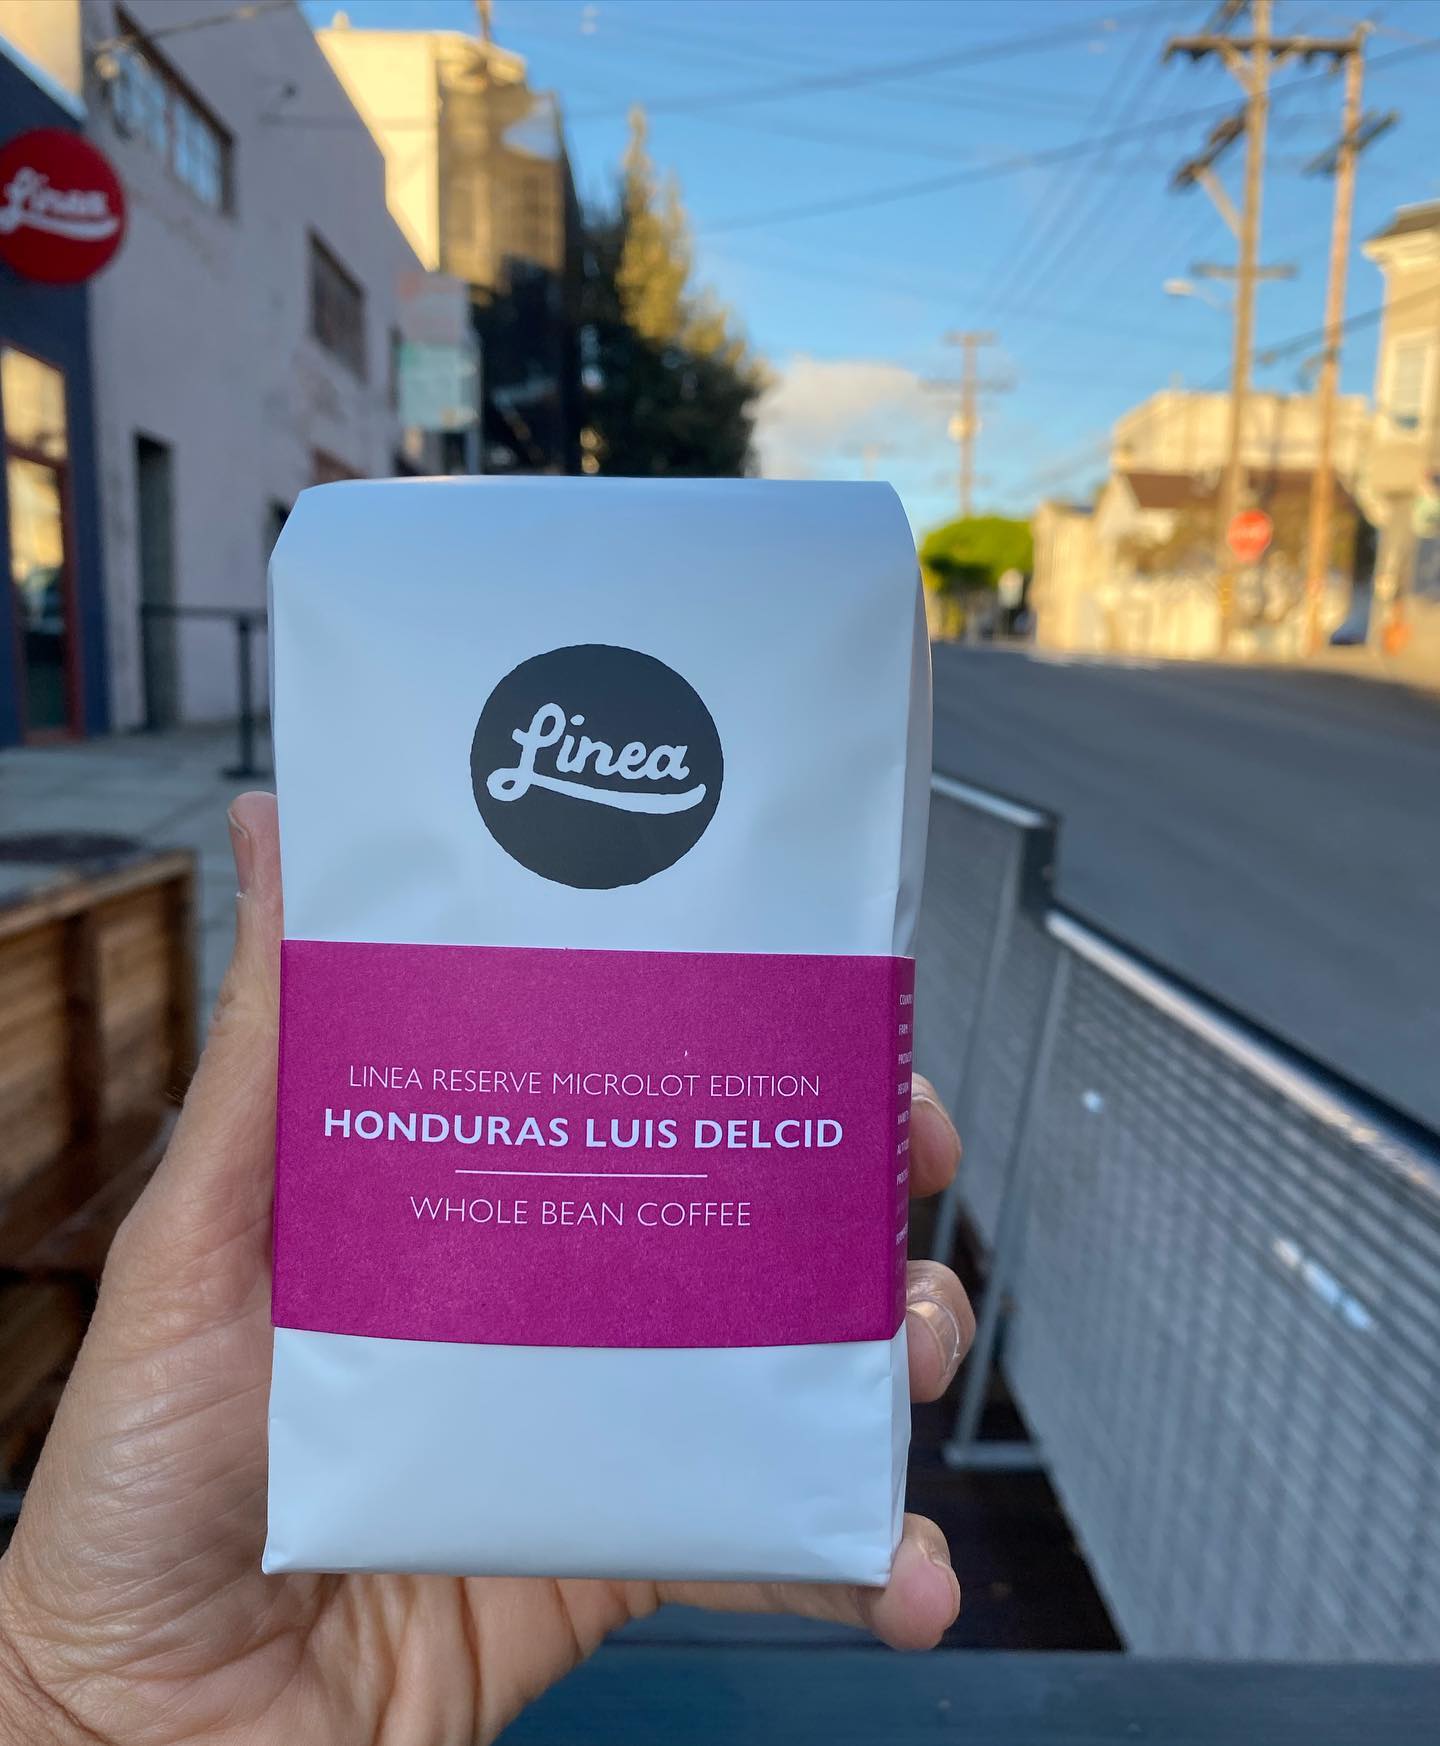 Linea
Linea
LINEA RESERVE MICROLOT EDITION
HONDURAS LUIS DELCID
WHOLE BEAN COFFEE